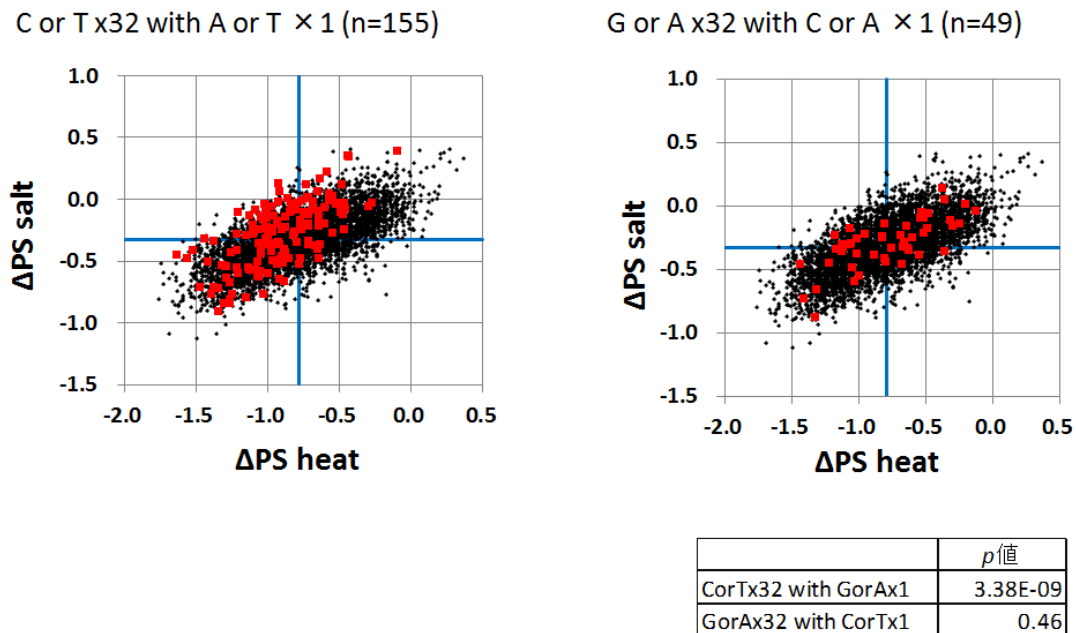 C or T x32 with A or T ×1 (n=155)
1.0
0.5
0.0
-0.5
-1.0
-1.5
ΔPS salt
-2.0 -1.5 -1.0 -0.5 0.0 0.5
ΔPS heat
G or A x32 with C or A ×1 (n=49)
1.0
0.5
0.0
-0.5
-1.0
-1.5
ΔPS salt
-2.0 -1.5 -1.0 -0.5 0.0 0.5
ΔPS heat
p値
CorTx32 with GorAx1 3.38E-09
GorAx32 with CorTx1 0.46